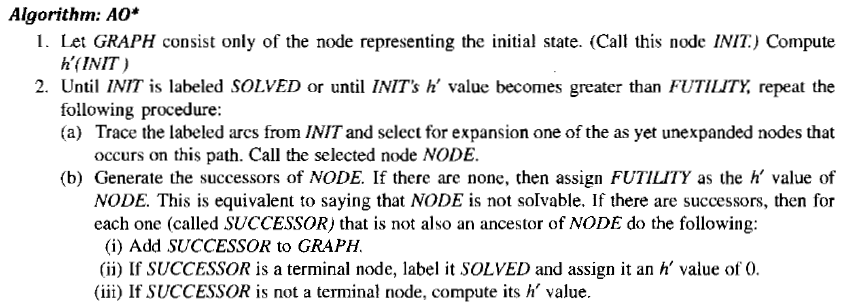 Algorithm: AO*
1. Let GRAPH consist only of the node representing the initial state. (Call this node INIT.) Compute
h′(INIT )
2. Until INIT is labeled SOLVED or until INIT's h′ value becomes greater than FUTILITY, repeat the
following procedure:
(a) Trace the labeled arcs from INIT and select for expansion one of the as yet unexpanded nodes that
occurs on this path. Call the selected node NODE.
(b) Generate the successors of NODE. If there are none, then assign FUTILITY as the h′ value of
NODE. This is equivalent to saying that NODE is not solvable. If there are successors, then for
each one (called SUCCESSOR) that is not also an ancestor of NODE do the following:
(i) Add SUCCESSOR to GRAPH.
(ii) If SUCCESSOR is a terminal node, label it SOLVED and assign it an h′ value of 0.
(iii) If SUCCESSOR is not a terminal node, compute its h′ value.